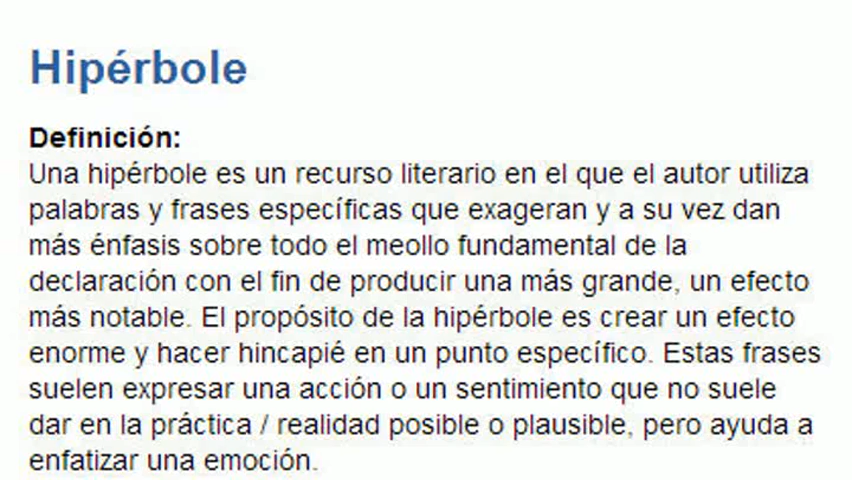 Hipérbole
Definición:
Una hipérbole es un recurso literario en el que el autor utiliza
palabras y frases específicas que exageran y a su vez dan
más énfasis sobre todo el meollo fundamental de la
declaración con el fin de producir una más grande, un efecto
más notable. El propósito de la hipérbole es crear un efecto
enorme y hacer hincapié en un punto específico. Estas frases
suelen expresar una acción o un sentimiento que no suele
dar en la práctica / realidad posible o plausible, pero ayuda a
enfatizar una emoción.